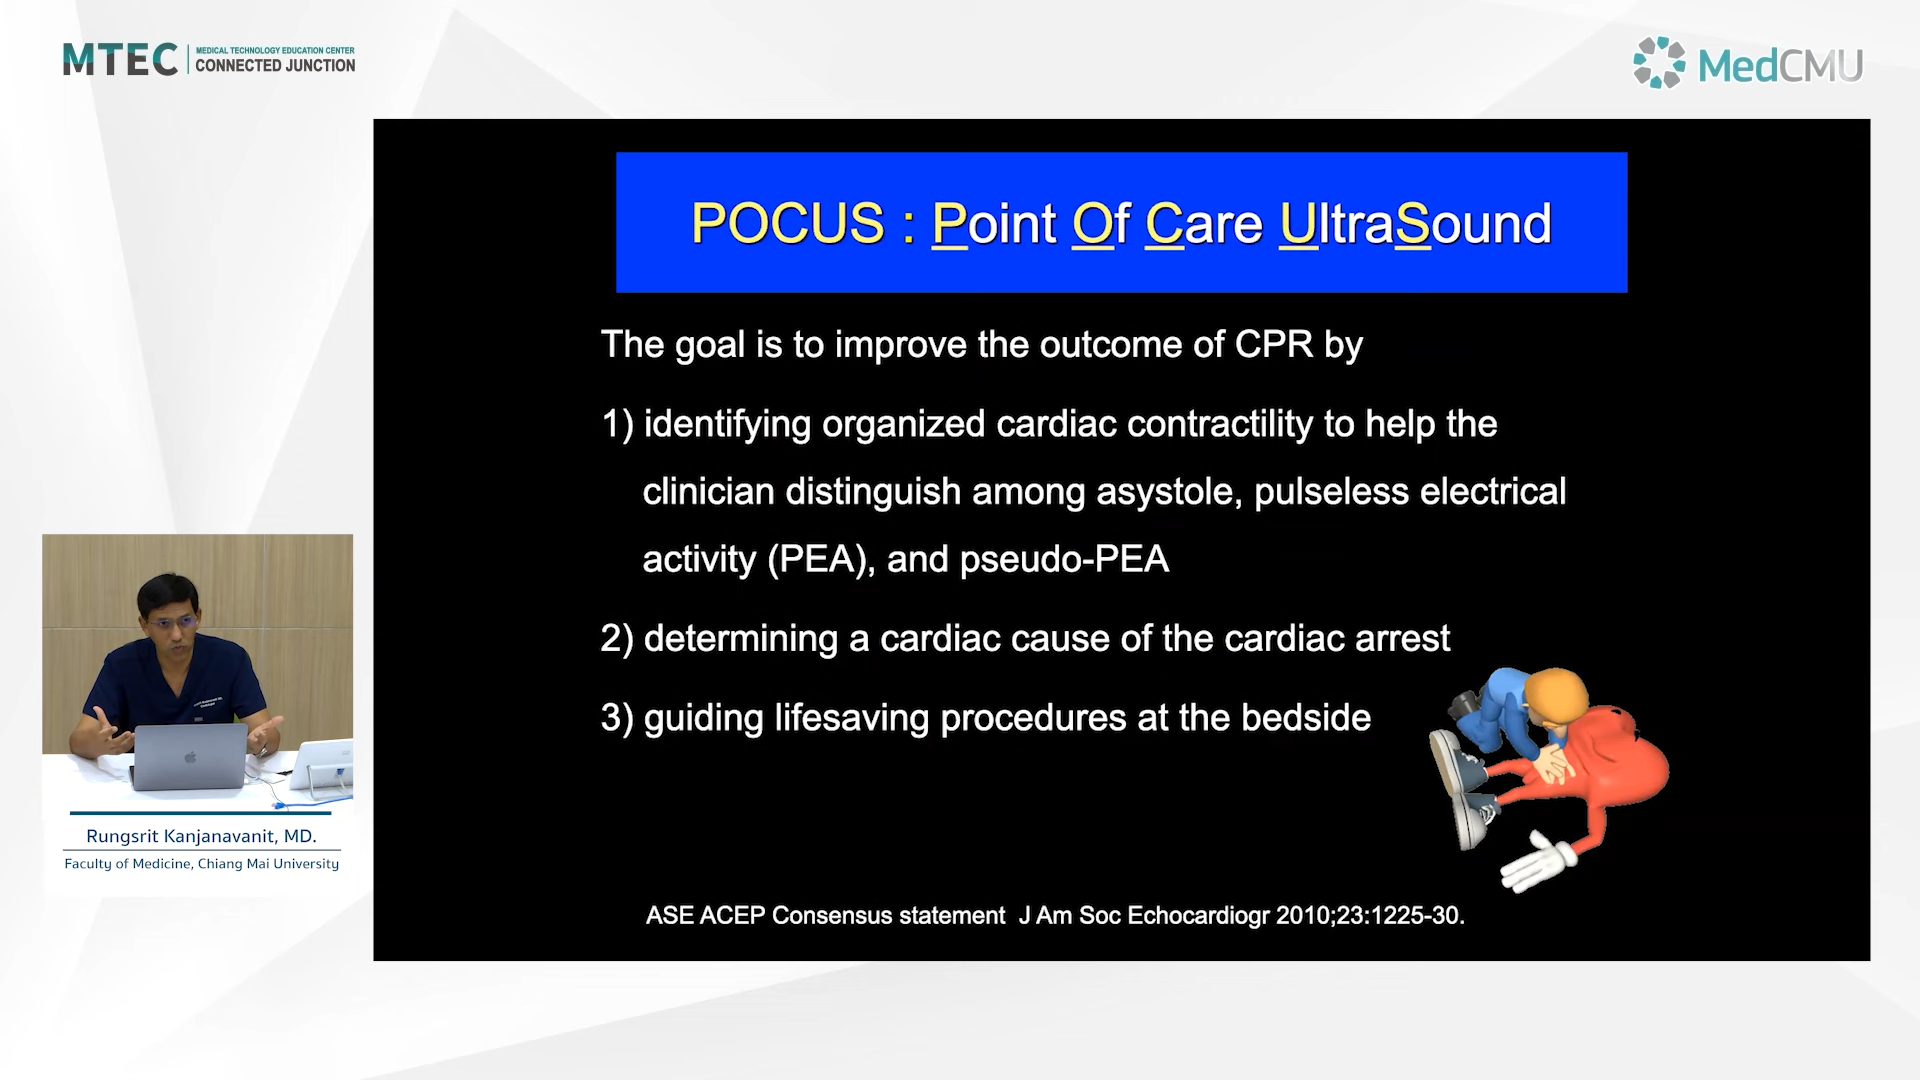 MTEC
MEDICAL TECHNOLOGY EDUCATION CENTER
CONNECTED JUNCTION
MedCMU
POCUS : Point Of Care UltraSound
The goal is to improve the outcome of CPR by
1) identifying organized cardiac contractility to help the
clinician distinguish among asystole, pulseless electrical
activity (PEA), and pseudo-PEA
2) determining a cardiac cause of the cardiac arrest
3) guiding lifesaving procedures at the bedside
ASE ACEP Consensus statement J Am Soc Echocardiogr 2010;23:1225-30.
Rungsrit Kanjanavanit, MD.
Faculty of Medicine, Chiang Mai University